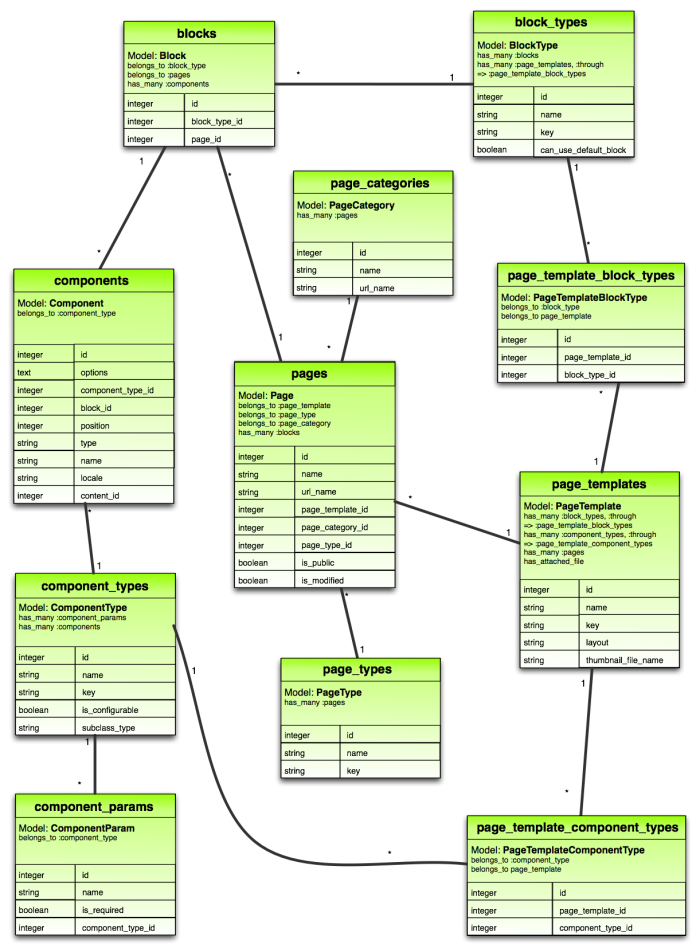 blocks
Model: Block
belongs_to :block_type
belongs_to :pages
has_many :components
integer id
integer block_type_id
integer page_id
block_types
Model: BlockType
has_many :blocks
has_many :page_templates, :through
=> :page_template_block_types
integer id
string name
string key
boolean can_use_default_block
* 1
1 * 1
* 1 *
page_categories
Model: PageCategory
has_many :pages
integer id
string name
string url_name
1 *
components
Model: Component
belongs_to :component_type
integer id
text options
integer component_type_id
integer block_id
integer position
string type
string name
string locale
integer content_id
page_template_block_types
Model: PageTemplateBlockType
belongs_to :block_type
belongs_to page_template
integer id
integer page_template_id
integer block_type_id
* 1
pages
Model: Page
belongs_to :page_template
belongs_to :page_type
belongs_to :page_category
has_many :blocks
integer id
string name
string url_name
integer page_template_id
integer page_category_id
integer page_type_id
boolean is_public
boolean is_modified
* 1
page_templates
Model: PageTemplate
has_many :block_types, :through
=> :page_template_block_types
has_many :component_types, :through
=> :page_template_component_types
has_many :pages
has_attached_file
integer id
string name
string key
string layout
string thumbnail_file_name
* 1
component_types
Model: ComponentType
has_many :component_params
has_many :components
integer id
string name
string key
boolean is_configurable
string subclass_type
* 1
page_types
Model: PageType
has_many :pages
integer id
string name
string key
1 *
component_params
Model: ComponentParam
belongs_to :component_type
integer id
string name
boolean is_required
integer component_type_id
1 *
1 *
page_template_component_types
Model: PageTemplateComponentType
belongs_to :component_type
belongs_to page_template
integer id
integer page_template_id
integer component_type_id